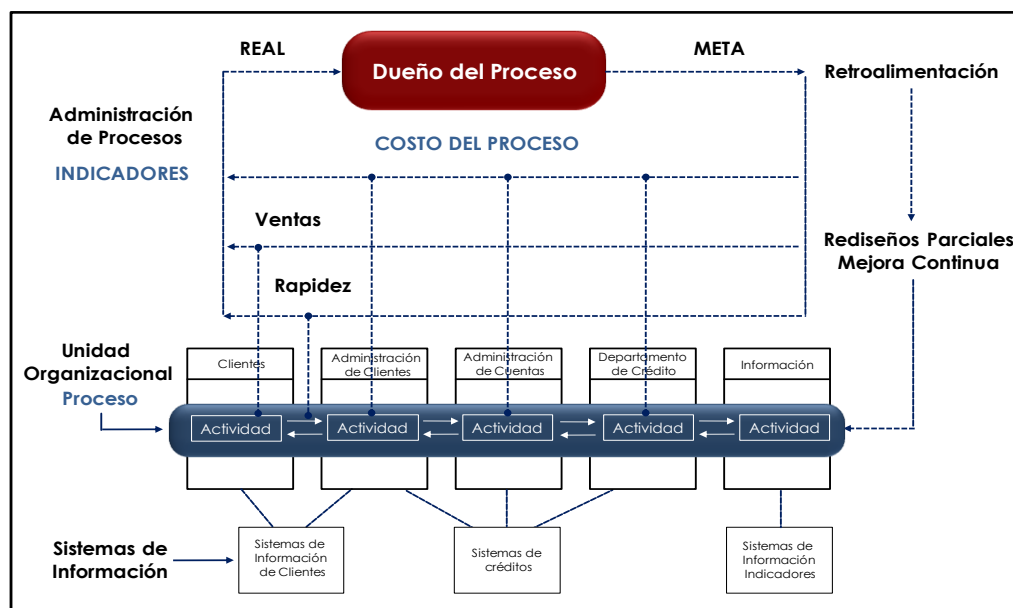 REAL
Dueño del Proceso
META
Retroalimentación
Administración
de Procesos
INDICADORES
COSTO DEL PROCESO
Ventas
Rediseños Parciales
Mejora Continua
Rapidez
Unidad
Organizacional
Proceso
Clientes
Administración
de Clientes
Administración
de Cuentas
Departamento
de Crédito
Información
Actividad
Actividad
Actividad
Actividad
Actividad
Sistemas de
Información
Sistemas de
Información
de Clientes
Sistemas de
créditos
Sistemas de
Información
Indicadores